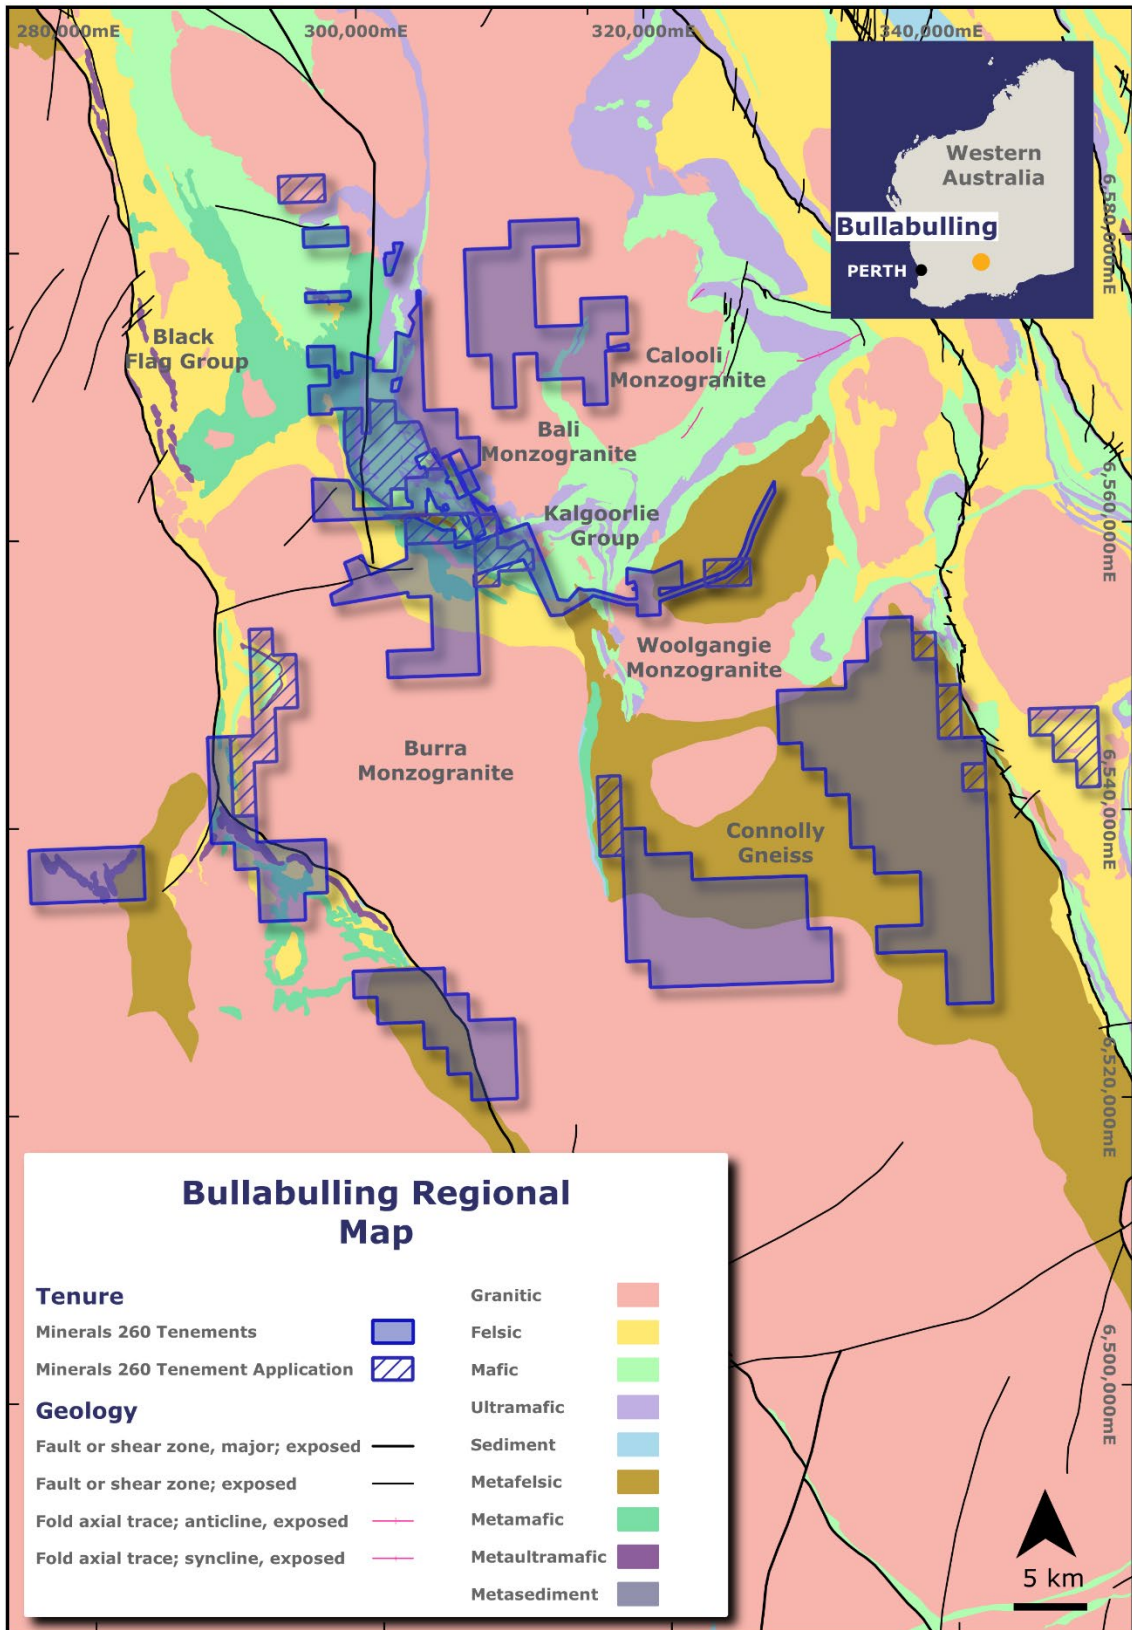 280,000mE
300,000mE
320,000mE
340,000mE
Western
Australia
Bullabulling
PERTH
6,580,000mN
Black
Flag Group
Calooli
Monzogranite
Bali
Monzogranite
Kalgoorlie
Group
6,560,000mE
Woolgangie
Monzogranite
Burra
Monzogranite
6,540,000mE
Connolly
Gneiss
6,520,000mE
6,500,000mE
Bullabulling Regional
Map
Tenure
Minerals 260 Tenements
Minerals 260 Tenement Application
Geology
Fault or shear zone, major; exposed
Fault or shear zone; exposed
Fold axial trace; anticline, exposed
Fold axial trace; syncline, exposed
Granitic
Felsic
Mafic
Ultramafic
Sediment
Metafelsic
Metamafic
Metaultramafic
Metasediment
5 km